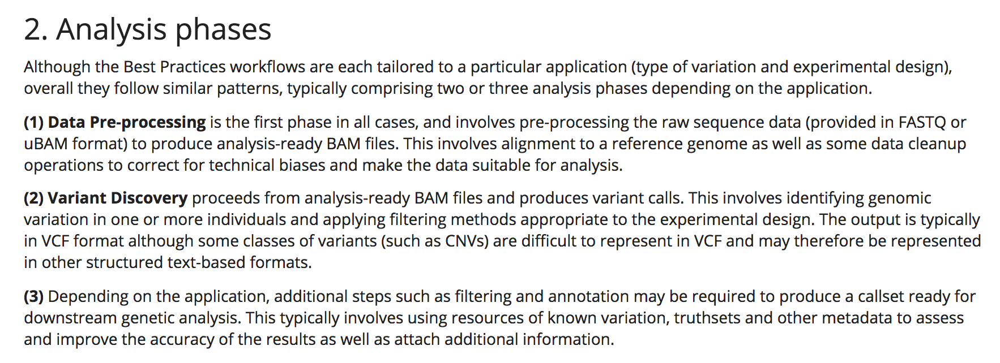 2. Analysis phases
Although the Best Practices workflows are each tailored to a particular application (type of variation and experimental design),
overall they follow similar patterns, typically comprising two or three analysis phases depending on the application.
(1) Data Pre-processing is the first phase in all cases, and involves pre-processing the raw sequence data (provided in FASTQ or
uBAM format) to produce analysis-ready BAM files. This involves alignment to a reference genome as well as some data cleanup
operations to correct for technical biases and make the data suitable for analysis.
(2) Variant Discovery proceeds from analysis-ready BAM files and produces variant calls. This involves identifying genomic
variation in one or more individuals and applying filtering methods appropriate to the experimental design. The output is typically
in VCF format although some classes of variants (such as CNVs) are difficult to represent in VCF and may therefore be represented
in other structured text-based formats.
(3) Depending on the application, additional steps such as filtering and annotation may be required to produce a callset ready for
downstream genetic analysis. This typically involves using resources of known variation, truthsets and other metadata to assess
and improve the accuracy of the results as well as attach additional information.